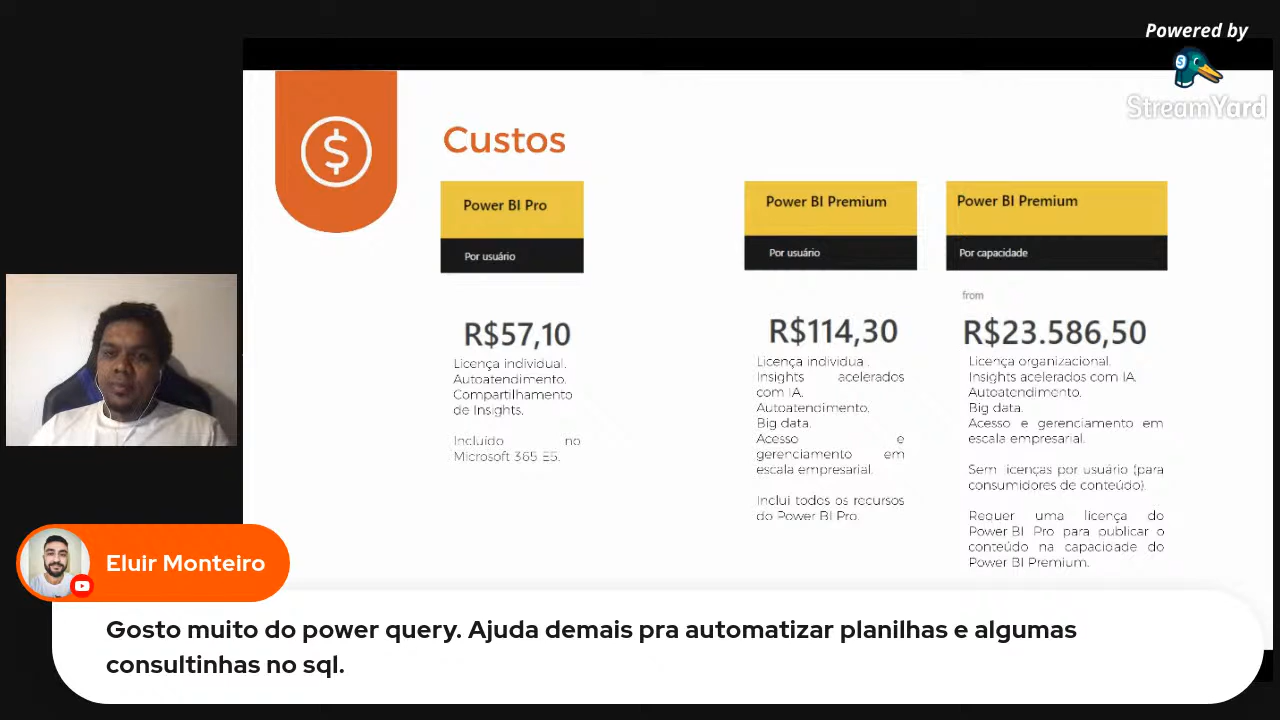 Powered by
StreamYard
Custos
Power BI Pro
Por usuário
R$57,10
Licença individual.
Autoatendimento.
Compartilhamento
de Insights.
Incluído no
Microsoft 365 E5.
Power BI Premium
Por usuário
R$114,30
Licença individual.
Insights acelerados
com IA.
Autoatendimento.
Big data.
Acesso e
gerenciamento em
escala empresarial.
Inclui todos os recursos
do Power BI Pro.
Power BI Premium
Por capacidade
from
R$23.586,50
Licença organizacional.
Insights acelerados com IA.
Autoatendimento.
Big data.
Acesso e gerenciamento em
escala empresarial.
Sem licenças por usuário (para
consumidores de conteúdo).
Requer uma licença do
Power BI Pro para publicar o
conteúdo na capacidade do
Power BI Premium.
Eluir Monteiro
Gosto muito do power query. Ajuda demais pra automatizar planilhas e algumas
consultinhas no sql.